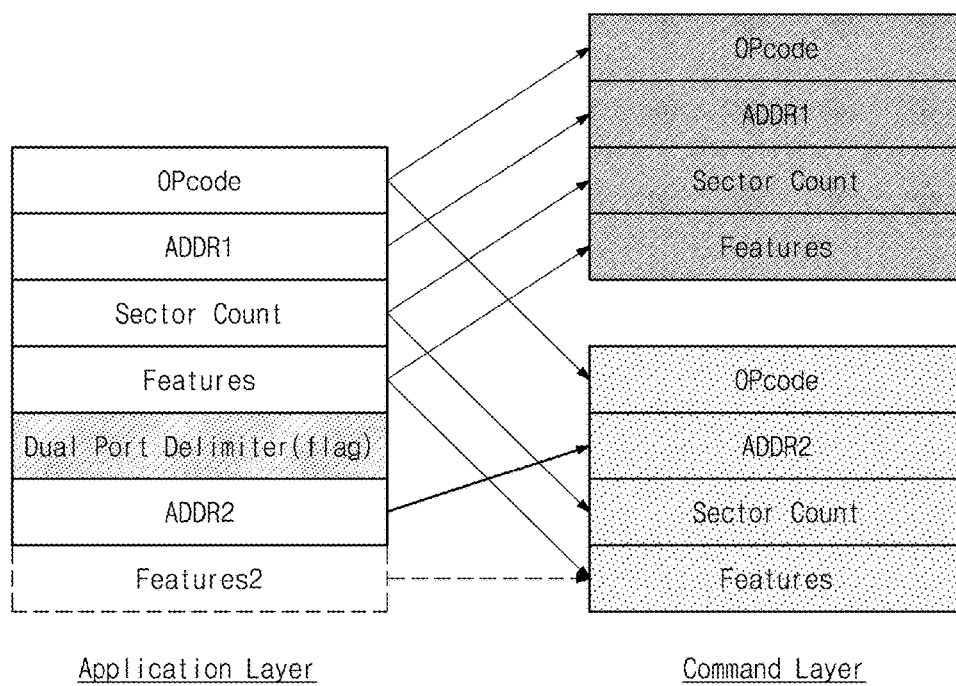 OPcode
ADDR1
Sector Count
Features
Dual Port Delimiter(flag)
ADDR2
Features2
Application Layer
OPcode
ADDR1
Sector Count
Features
OPcode
ADDR2
Sector Count
Features
Command Layer